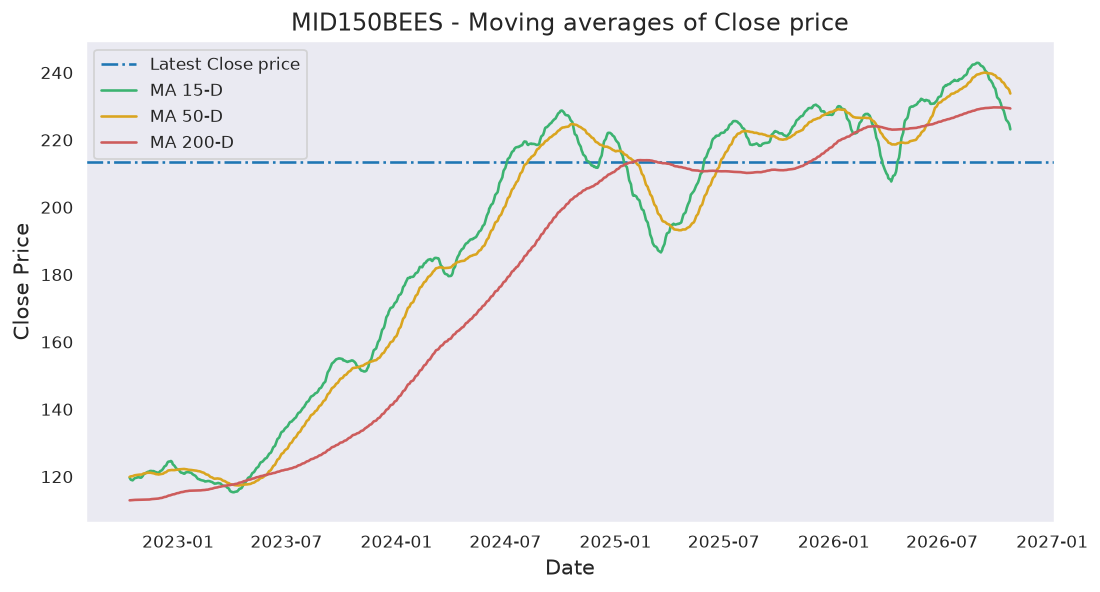 MID150BEES - Moving averages of Close price
Latest Close price
MA 15-D
MA 50-D
MA 200-D
Close Price
240
220
200
180
160
140
120
2023-01 2023-07 2024-01 2024-07 2025-01 2025-07 2026-01 2026-07 2027-01
Date